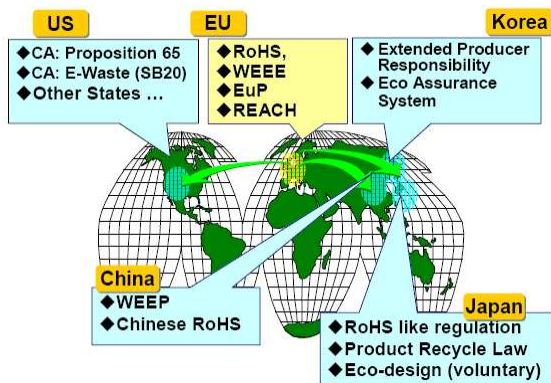 US
◆CA: Proposition 65
◆CA: E-Waste (SB20)
◆Other States ...
EU
◆RoHS,
◆WEEE
◆EuP
◆REACH
Korea
◆Extended Producer
Responsibility
◆Eco Assurance
System
China
◆WEEP
◆Chinese RoHS
Japan
◆RoHS like regulation
◆Product Recycle Law
◆Eco-design (voluntary)